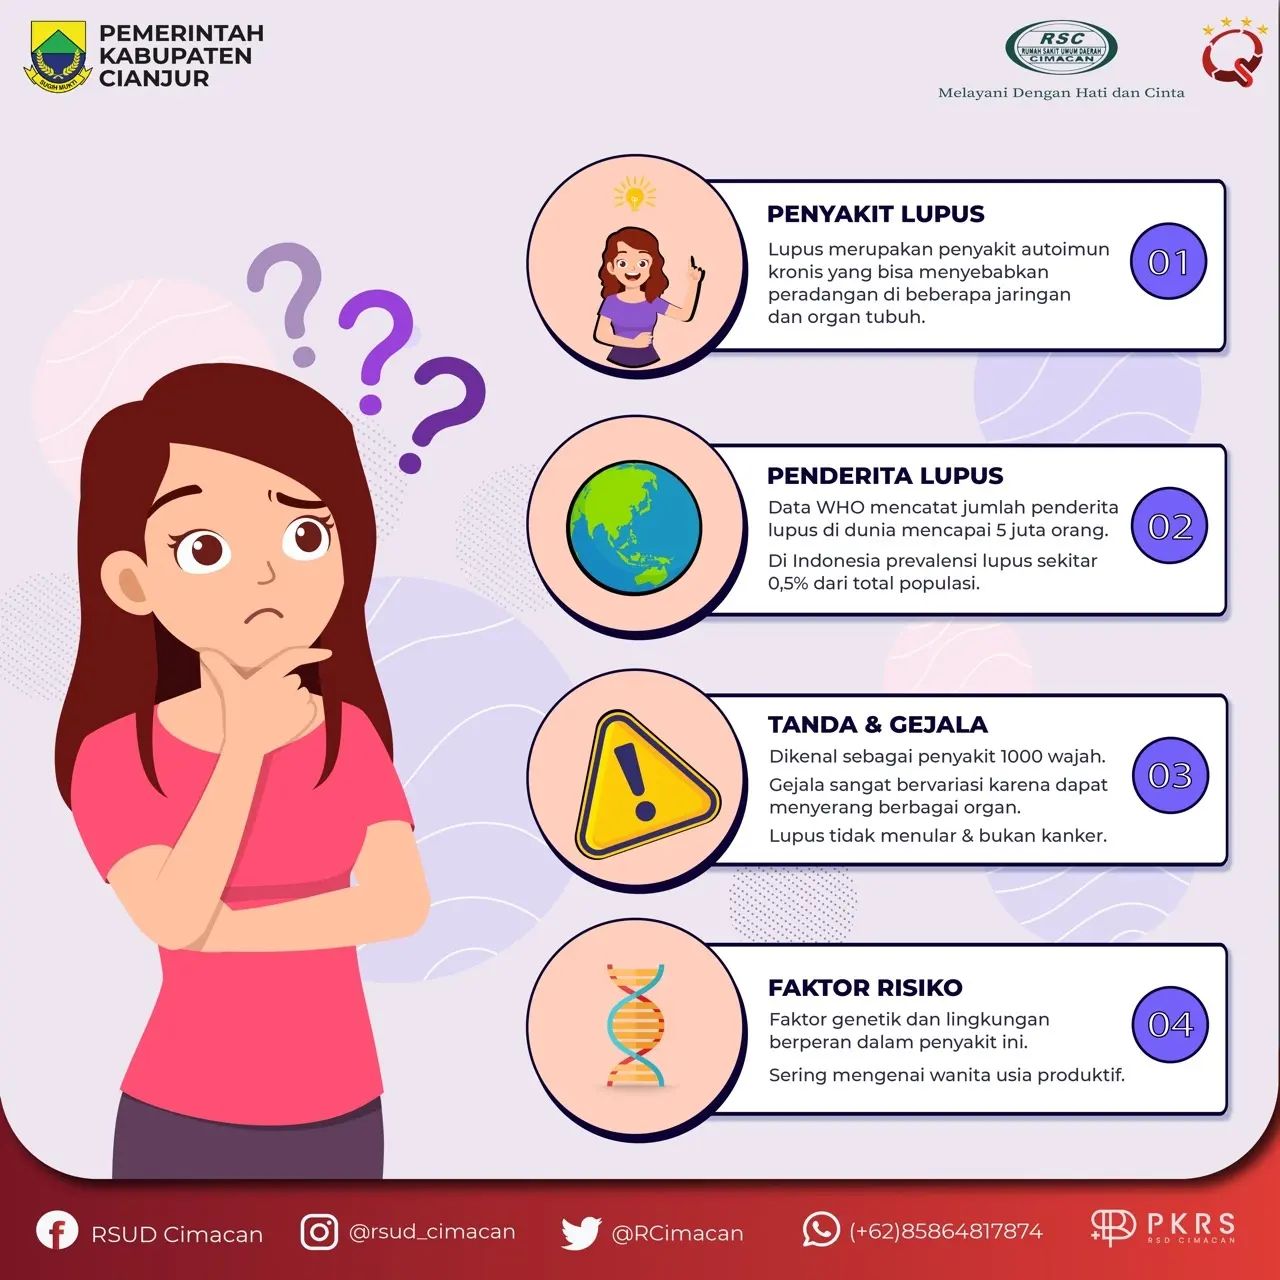 PEMERINTAH
KABUPATEN
CIANJUR
SUGIH MUKTI
RSC
RUMAH SAKIT UMUM DAERAH
CIMACAN
Melayani Dengan Hati dan Cinta
PENYAKIT LUPUS
Lupus merupakan penyakit autoimun
kronis yang bisa menyebabkan
peradangan di beberapa jaringan
dan organ tubuh.
01
PENDERITA LUPUS
Data WHO mencatat jumlah penderita
lupus di dunia mencapai 5 juta orang.
Di Indonesia prevalensi lupus sekitar
0,5% dari total populasi.
02
TANDA & GEJALA
Dikenal sebagai penyakit 1000 wajah.
Gejala sangat bervariasi karena dapat
menyerang berbagai organ.
Lupus tidak menular & bukan kanker.
03
FAKTOR RISIKO
Faktor genetik dan lingkungan
berperan dalam penyakit ini.
Sering mengenai wanita usia produktif.
04
RSUD Cimacan
@rsud_cimacan
@RCimacan
(+62)85864817874
PKRS
RSD CIMACAN